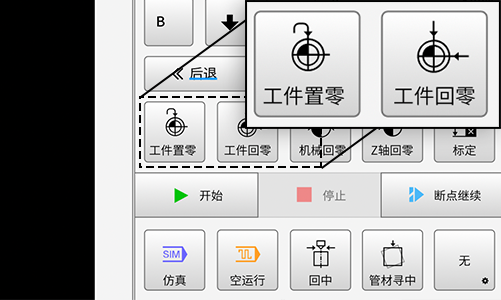 B
后退
工件置零
工件回零
工件置零
工件回零
机械回零
Z轴回零
标定
开始
停止
断点继续
SIM
仿真
空运行
回中
管材寻中
无